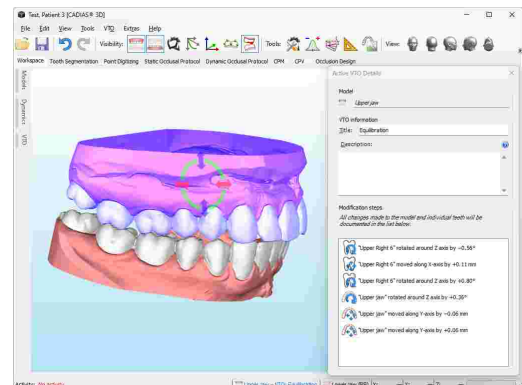 Test, Patient 3 [CADIAS® 3D]
File Edit View Tools VTO Extras Help
Visibility: Tools: View:
Workspace Tooth Segmentation Point Digitizing Static Occlusal Protocol Dynamic Occlusal Protocol CPM CPV Occlusion Design
Models
Dynamics
VTO
Active VTO Details
Model
Upper jaw
VTO information
Title: Equilibration
Description:
Modification steps
All changes made to the model and individual teeth will be
documented in the list below.
"Upper Right 6" rotated around Z axis by −0.56°
"Upper Right 6" moved along X-axis by +0.11 mm
"Upper Right 6" rotated around Z axis by +0.80°
"Upper jaw" rotated around Z axis by +0.36°
"Upper jaw" moved along Y-axis by −0.06 mm
"Upper jaw" moved along Y-axis by +0.06 mm
Activity: No activity